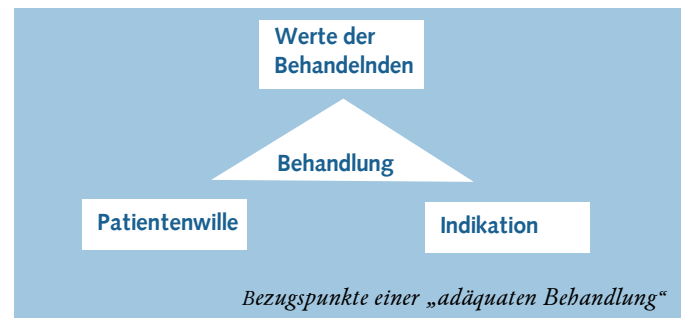 Werte der
Behandelnden
Behandlung
Patientenwille
Indikation
Bezugspunkte einer „adäquaten Behandlung“